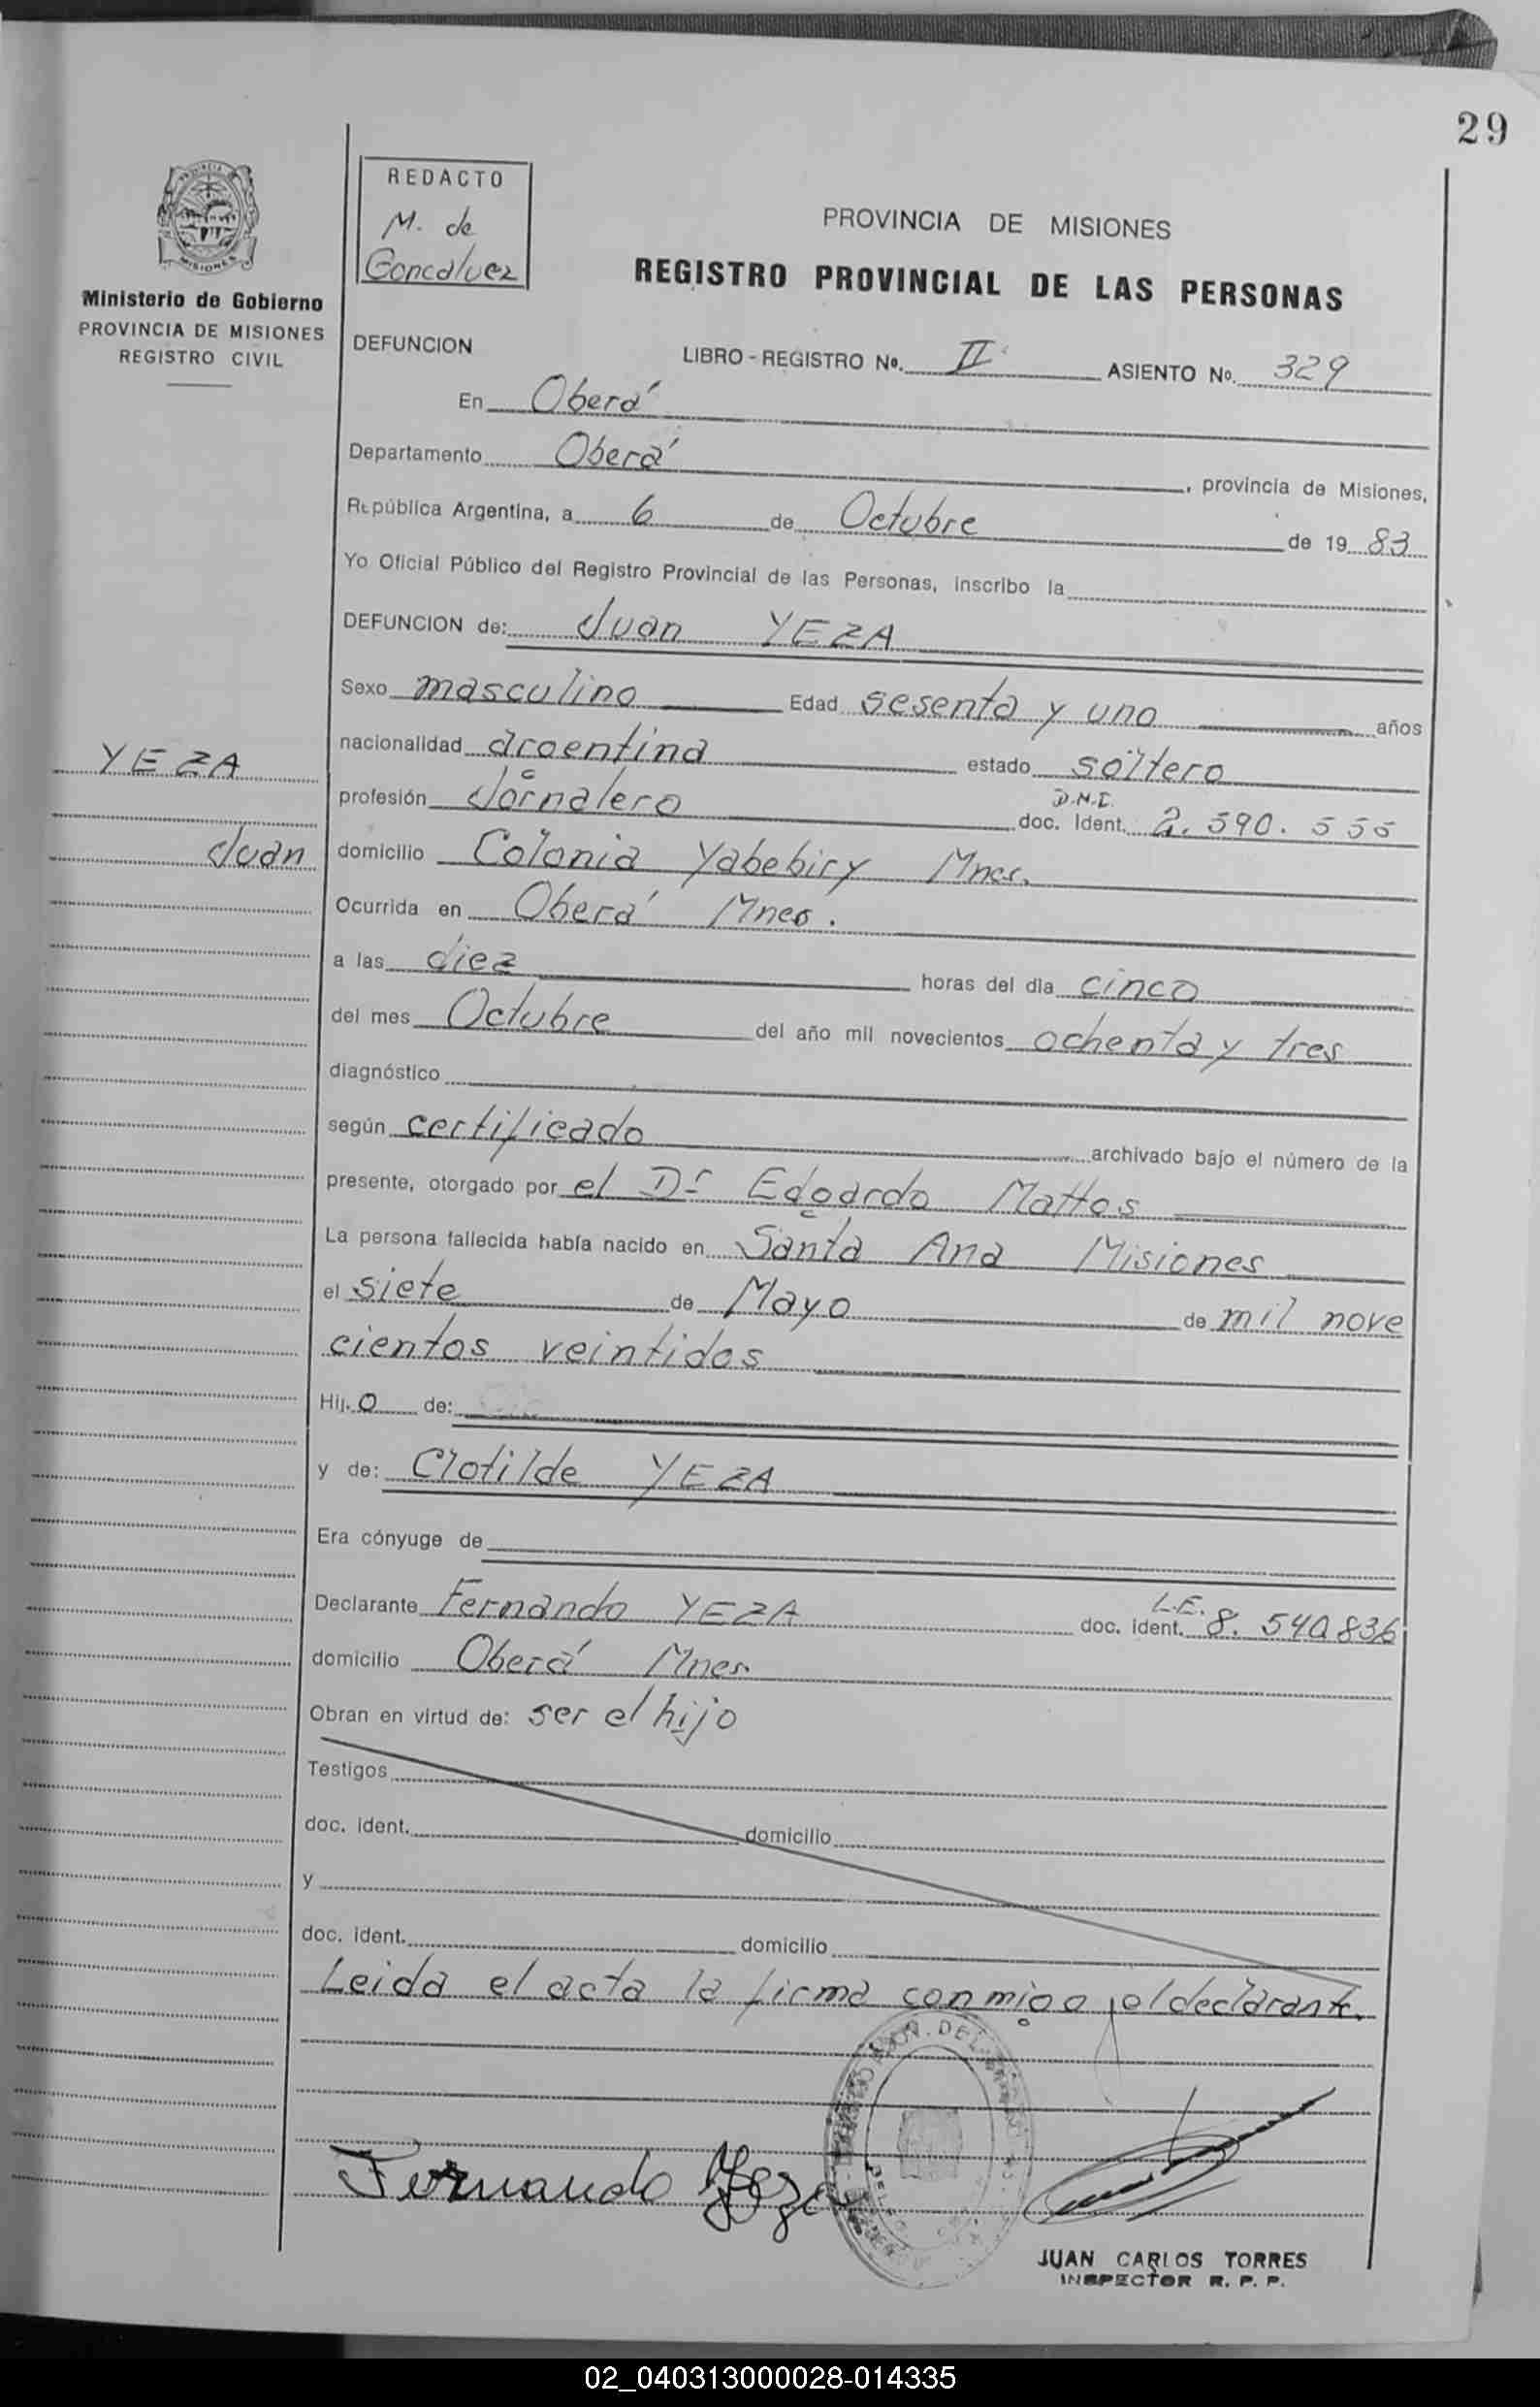 29
REDACTO
M. de
Goncalvez
PROVINCIA DE MISIONES
REGISTRO PROVINCIAL DE LAS PERSONAS
MISIONES
Ministerio de Gobierno
PROVINCIA DE MISIONES
REGISTRO CIVIL
DEFUNCION LIBRO - REGISTRO No. II ASIENTO No. 329
En Oberá
Departamento Oberá, provincia de Misiones,
República Argentina, a 6 de Octubre de 1983
Yo Oficial Público del Registro Provincial de las Personas, inscribo la
DEFUNCION de: Juan YEZA
Sexo masculino Edad sesenta y uno años
YEZA
Juan
nacionalidad argentina estado soltero
profesión Jornalero doc. Ident. D.N.I. 2.590.555
domicilio Colonia Yabebiry Mnes.
Ocurrida en Oberá Mnes.
a las diez horas del día cinco
del mes Octubre del año mil novecientos ochenta y tres
diagnóstico
según certificado archivado bajo el número de la
presente, otorgado por el Dr. Edgardo Mattos
La persona fallecida había nacido en Santa Ana Misiones
el siete de Mayo de mil nove
cientos veintidos
Hij.o de:
y de: Clotilde YEZA
Era cónyuge de
Declarante Fernando YEZA doc. ident. L.E. 8.540.836
domicilio Oberá Mnes.
Obran en virtud de: ser el hijo
Testigos
doc. ident. domicilio
y
doc. ident. domicilio
Leida el acta la firma conmigo el declarante.
Fernando Yeza
JUAN CARLOS TORRES
INSPECTOR R. P. P.
02_040313000028-014335